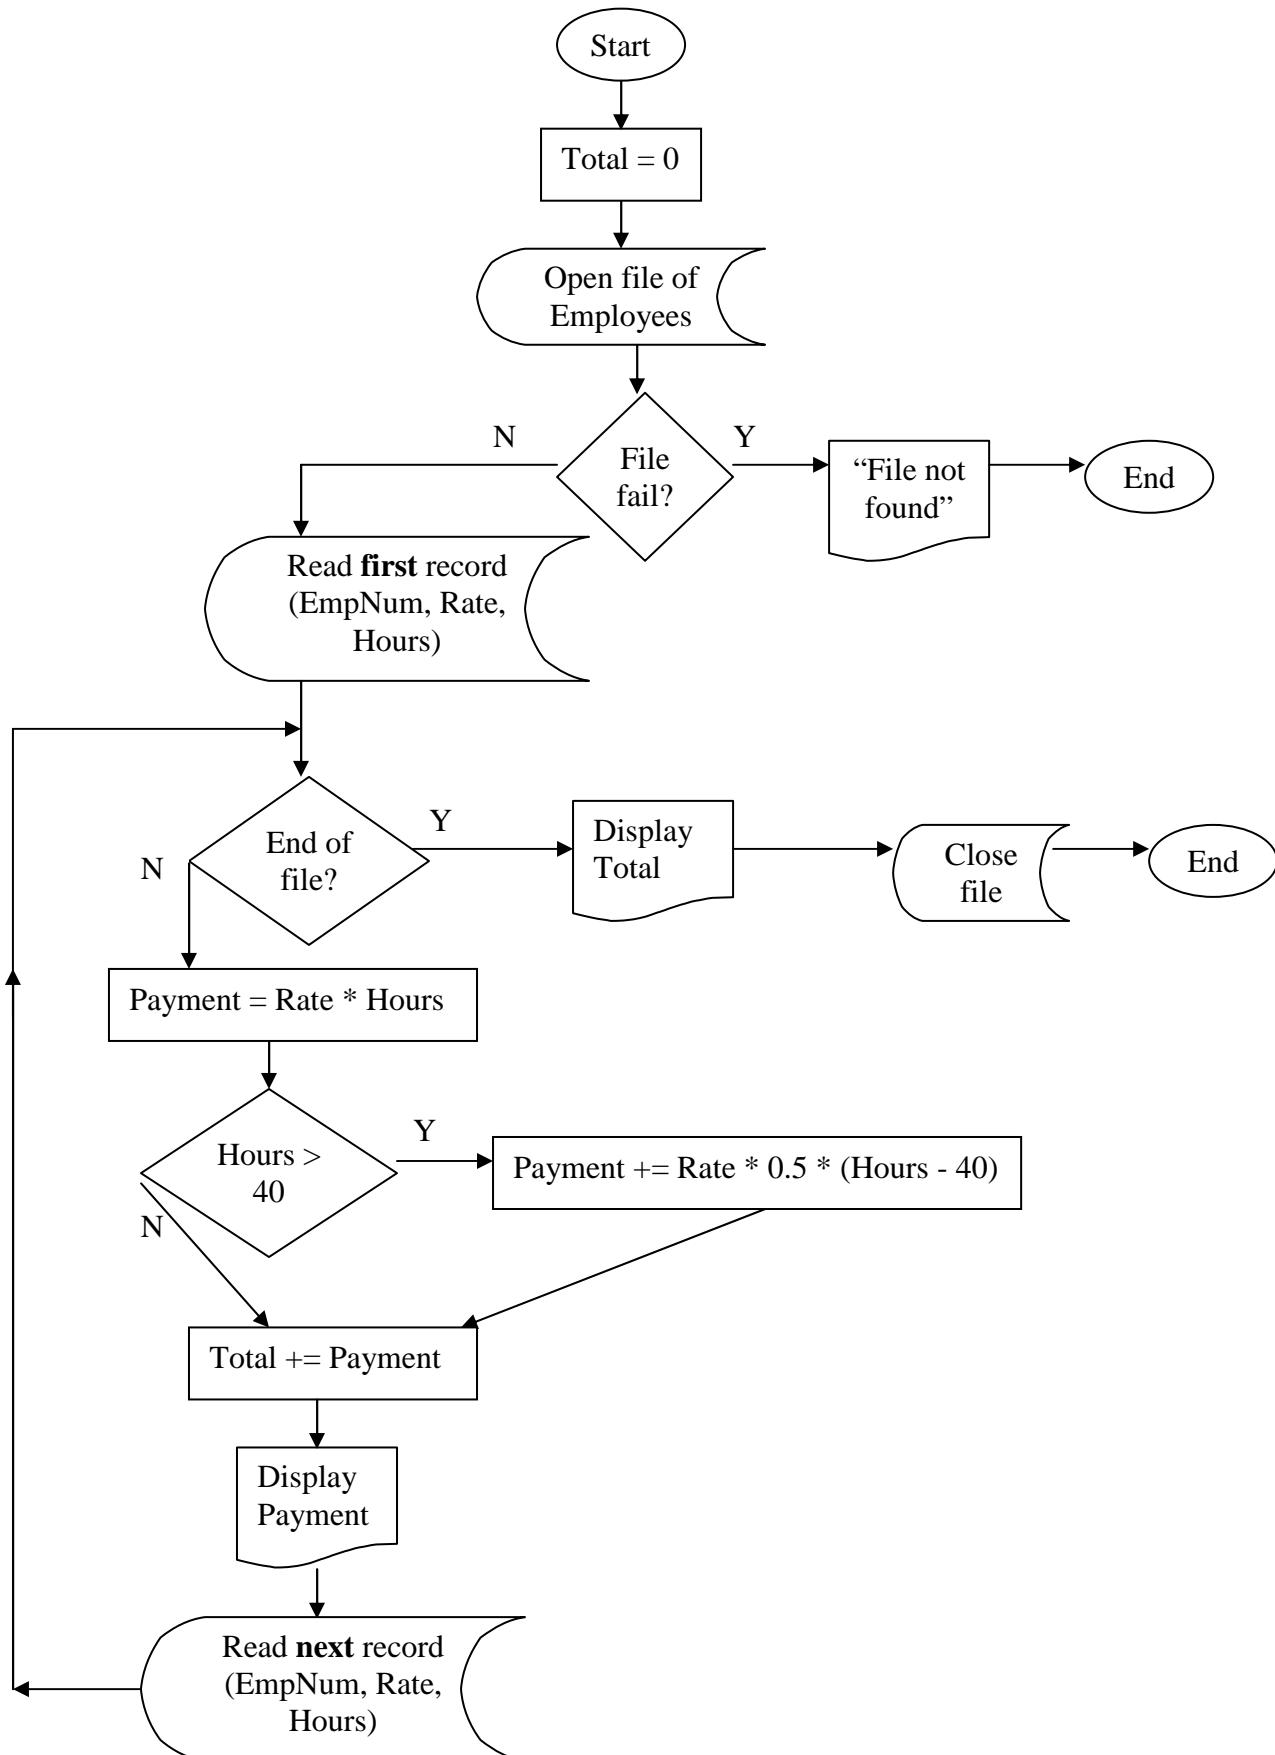 Start
Total = 0
Open file of
Employees
N
Y
File
fail?
“File not
found”
End
Read first record
(EmpNum, Rate,
Hours)
End of
file?
Y
N
Display
Total
Close
file
End
Payment = Rate * Hours
Hours >
40
Y
N
Payment += Rate * 0.5 * (Hours - 40)
Total += Payment
Display
Payment
Read next record
(EmpNum, Rate,
Hours)